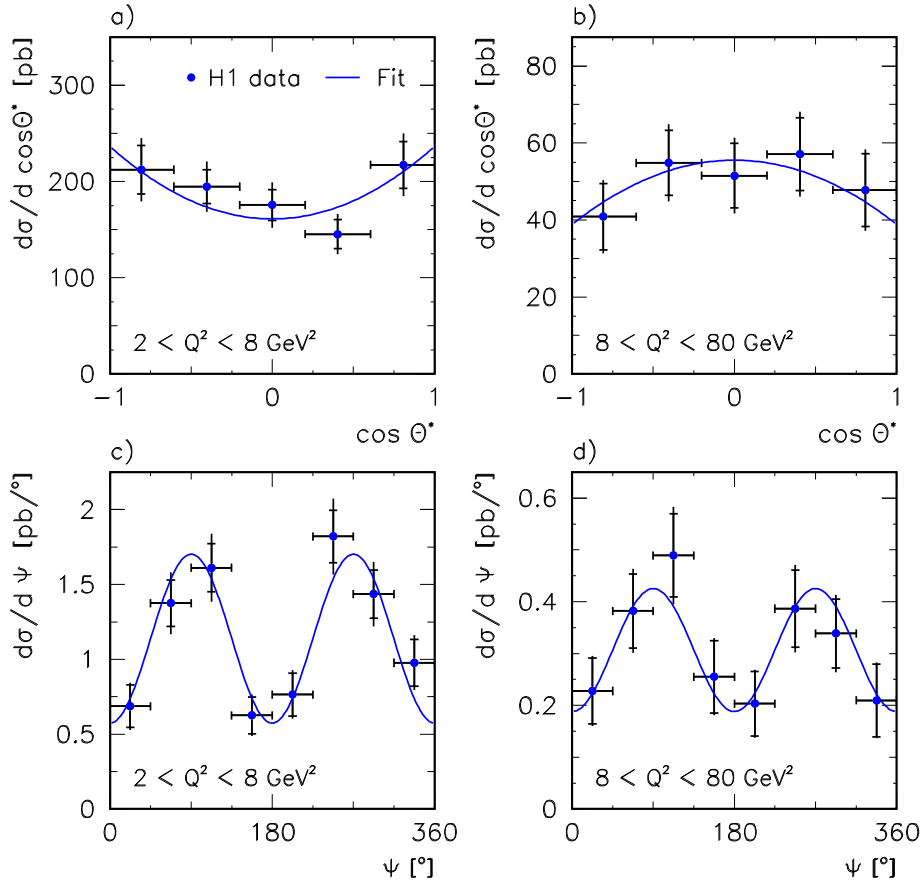 a)
dσ/d cosΘ* [pb]
300
200
100
0
H1 data
Fit
2 < Q² < 8 GeV²
-1 0 1
cos Θ*
b)
dσ/d cosΘ* [pb]
80
60
40
20
0
8 < Q² < 80 GeV²
-1 0 1
cos Θ*
c)
dσ/d ψ [pb/°]
2
1.5
1
0.5
0
2 < Q² < 8 GeV²
0 180 360
ψ [°]
d)
dσ/d ψ [pb/°]
0.6
0.4
0.2
0
8 < Q² < 80 GeV²
0 180 360
ψ [°]